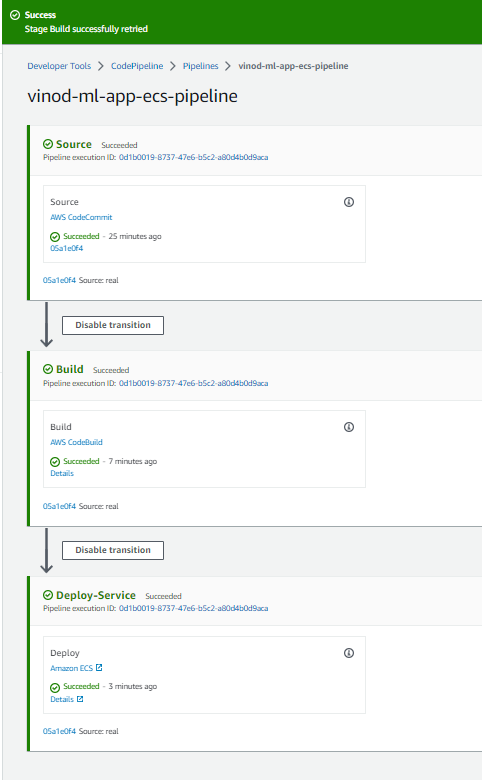 Success
Stage Build successfully retried
Developer Tools > CodePipeline > Pipelines > vinod-ml-app-ecs-pipeline
vinod-ml-app-ecs-pipeline
Source Succeeded
Pipeline execution ID: 0d1b0019-8737-47e6-b5c2-a80d4b0d9aca
Source
AWS CodeCommit
Succeeded - 25 minutes ago
05a1e0f4
05a1e0f4 Source: real
Disable transition
Build Succeeded
Pipeline execution ID: 0d1b0019-8737-47e6-b5c2-a80d4b0d9aca
Build
AWS CodeBuild
Succeeded - 7 minutes ago
Details
05a1e0f4 Source: real
Disable transition
Deploy-Service Succeeded
Pipeline execution ID: 0d1b0019-8737-47e6-b5c2-a80d4b0d9aca
Deploy
Amazon ECS
Succeeded - 3 minutes ago
Details
05a1e0f4 Source: real